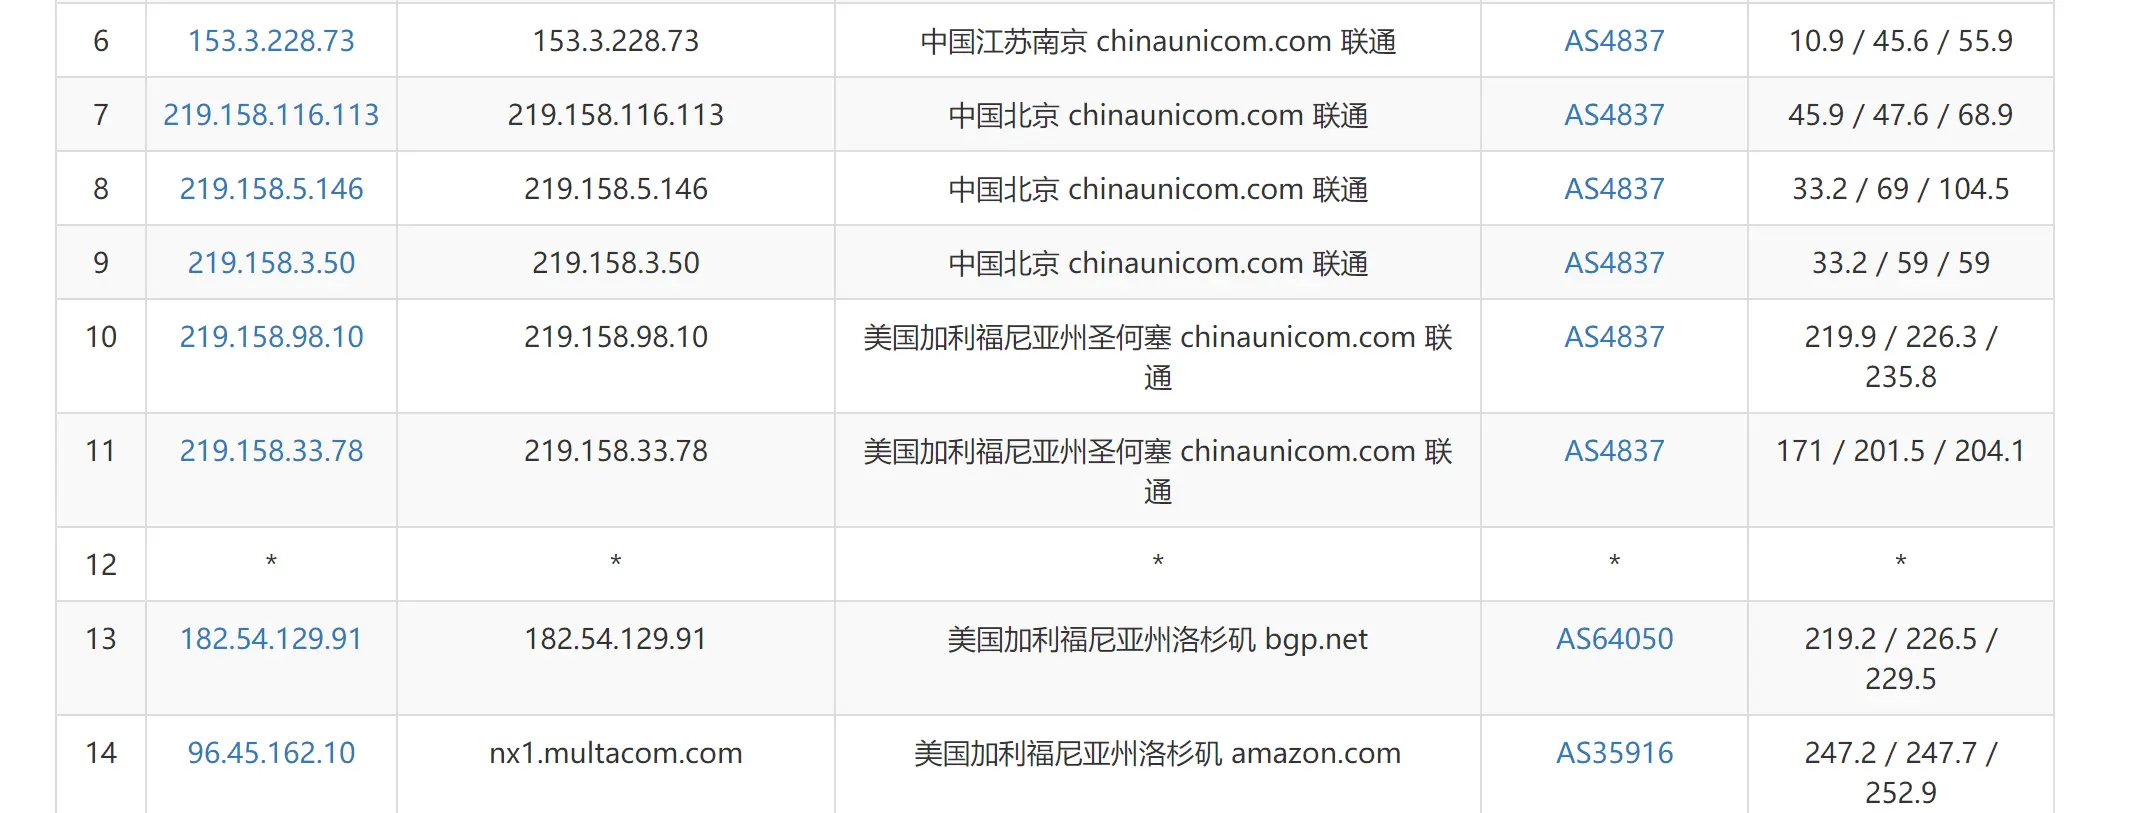 6 153.3.228.73 153.3.228.73 中国江苏南京 chinaunicom.com 联通 AS4837 10.9 / 45.6 / 55.9
7 219.158.116.113 219.158.116.113 中国北京 chinaunicom.com 联通 AS4837 45.9 / 47.6 / 68.9
8 219.158.5.146 219.158.5.146 中国北京 chinaunicom.com 联通 AS4837 33.2 / 69 / 104.5
9 219.158.3.50 219.158.3.50 中国北京 chinaunicom.com 联通 AS4837 33.2 / 59 / 59
10 219.158.98.10 219.158.98.10 美国加利福尼亚州圣何塞 chinaunicom.com 联 AS4837 219.9 / 226.3 /
通 235.8
11 219.158.33.78 219.158.33.78 美国加利福尼亚州圣何塞 chinaunicom.com 联 AS4837 171 / 201.5 / 204.1
通
12 * * * * *
13 182.54.129.91 182.54.129.91 美国加利福尼亚州洛杉矶 bgp.net AS64050 219.2 / 226.5 /
229.5
14 96.45.162.10 nx1.multacom.com 美国加利福尼亚州洛杉矶 amazon.com AS35916 247.2 / 247.7 /
252.9